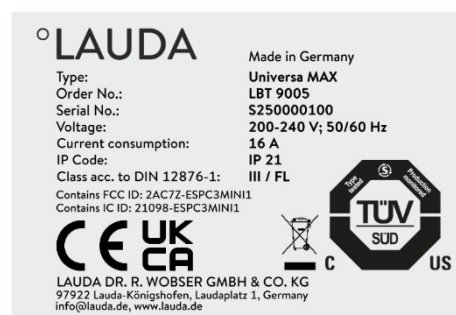 °LAUDA
Made in Germany
Type: Universa MAX
Order No.: LBT 9005
Serial No.: S250000100
Voltage: 200-240 V; 50/60 Hz
Current consumption: 16 A
IP Code: IP 21
Class acc. to DIN 12876-1: III / FL
Contains FCC ID: 2AC7Z-ESPC3MINI1
Contains IC ID: 21098-ESPC3MINI1
CE UK CA
Type tested
S
Production monitored
TÜV
SÜD
C US
LAUDA DR. R. WOBSER GMBH & CO. KG
97922 Lauda-Königshofen, Laudaplatz 1, Germany
info@lauda.de, www.lauda.de